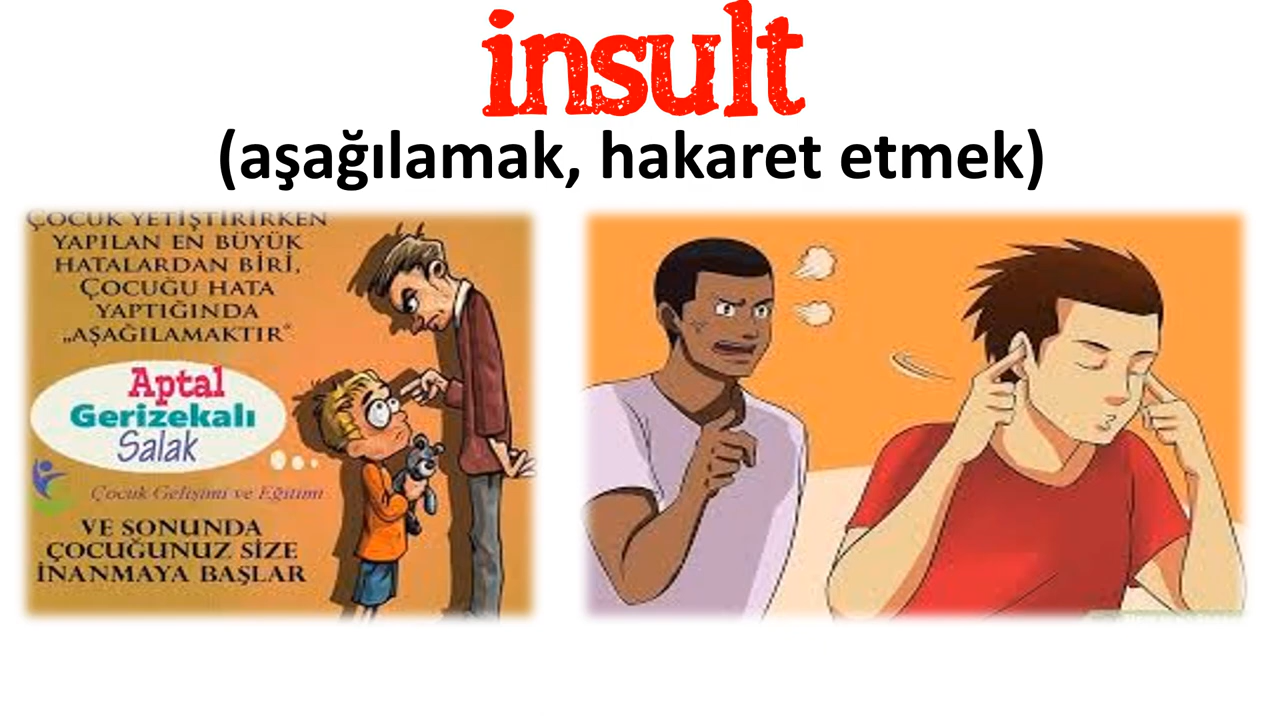 insult
(aşağılamak, hakaret etmek)
ÇOCUK YETİŞTİRİRKEN
YAPILAN EN BÜYÜK
HATALARDAN BİRİ,
ÇOCUĞU HATA
YAPTIĞINDA
„AŞAĞILAMAKTIR"
Aptal
Gerizekalı
Salak
Çocuk Gelişimi ve Eğitimi
VE SONUNDA
ÇOCUĞUNUZ SİZE
İNANMAYA BAŞLAR